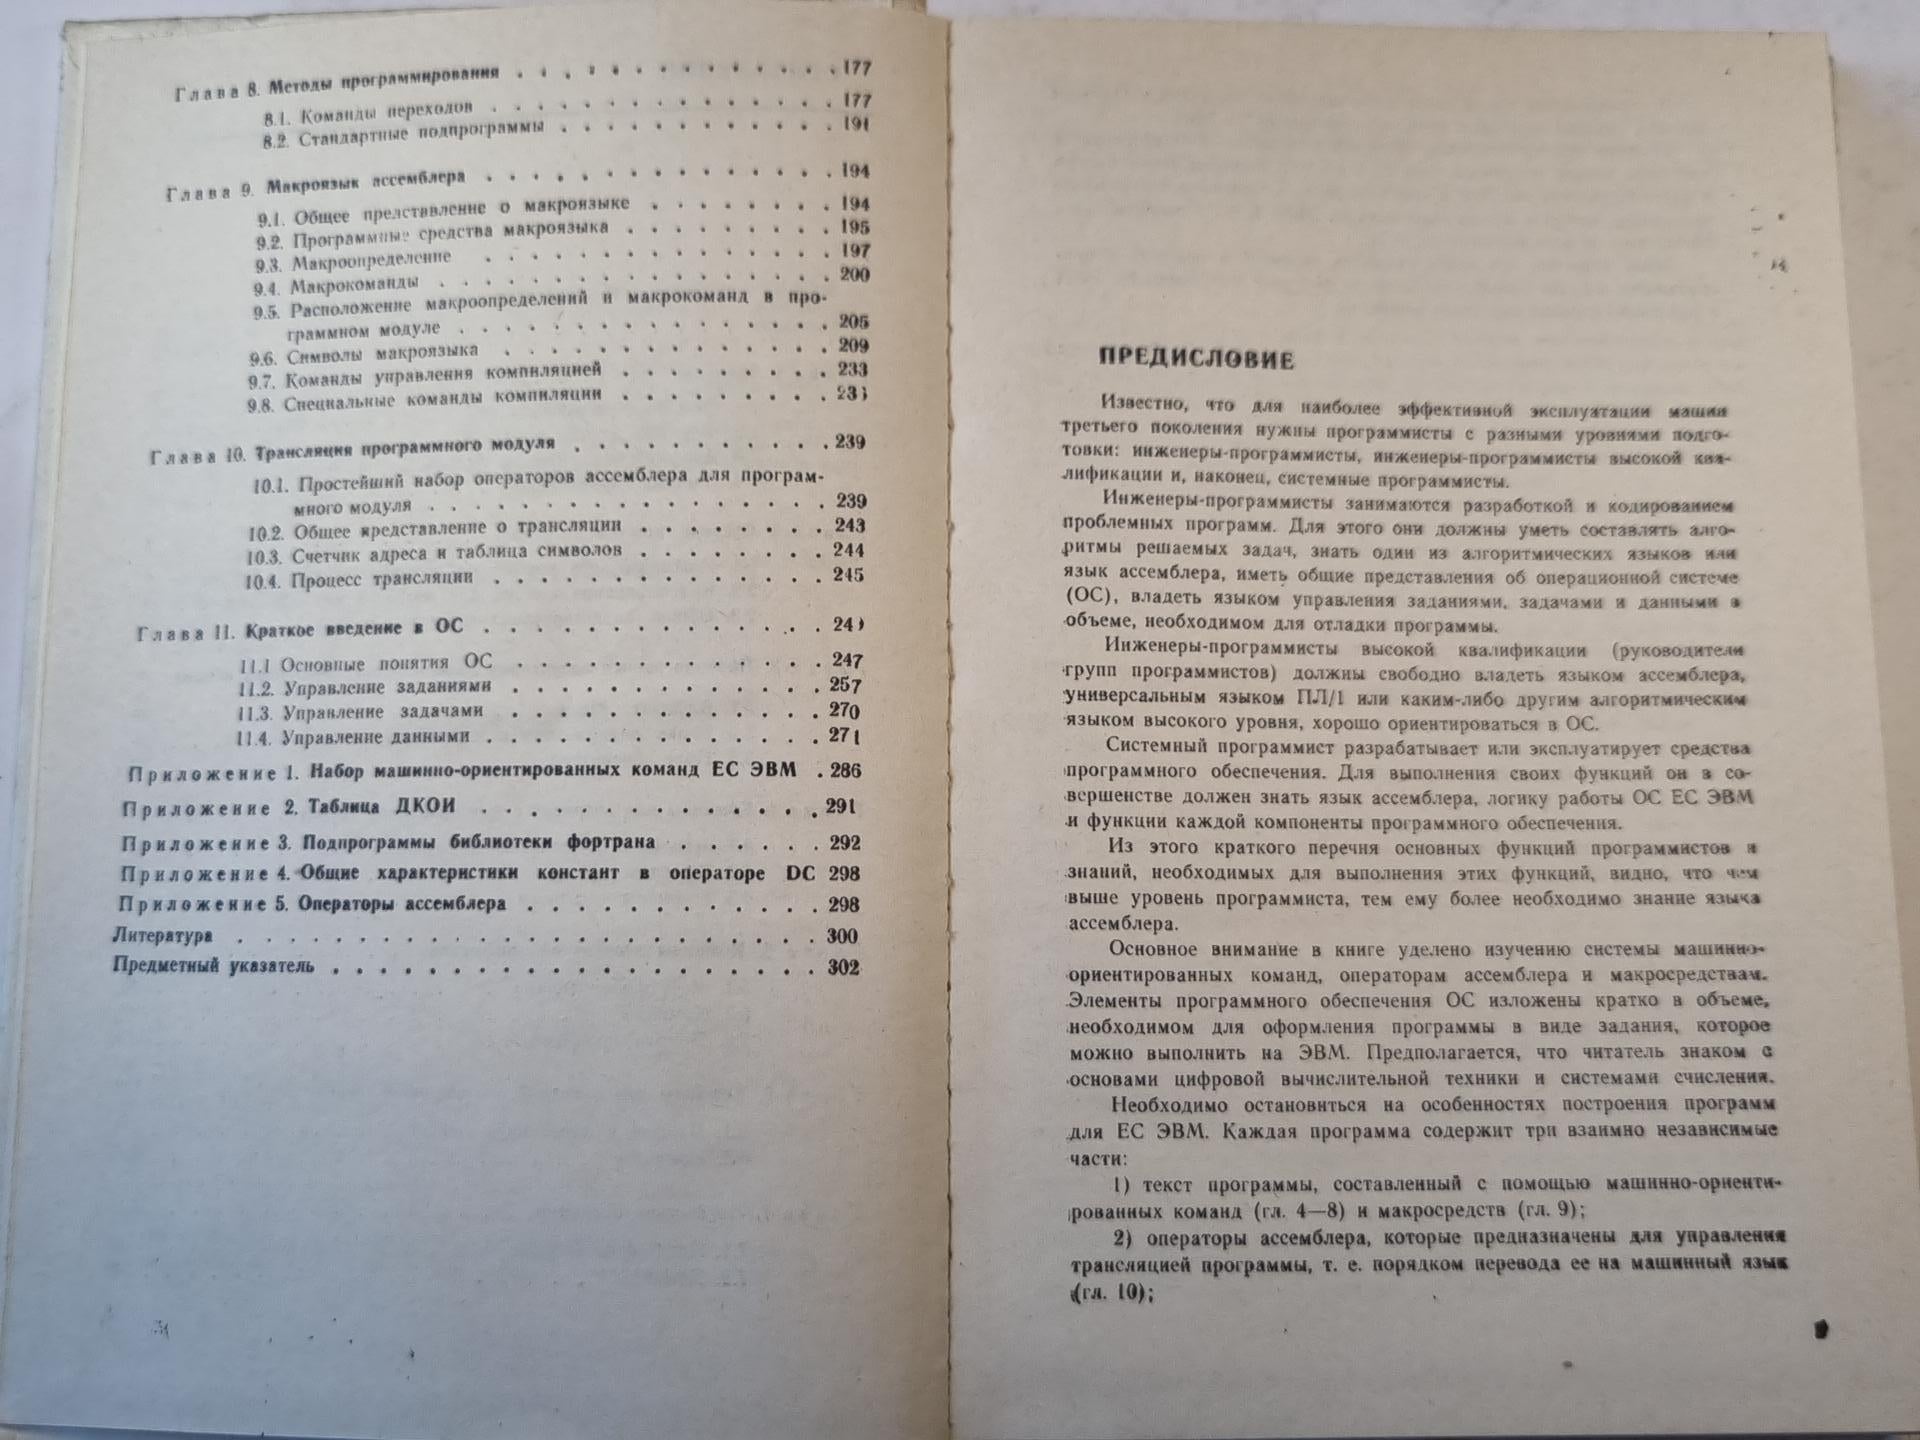 Глава 8. Методы программирования . . . . . . . . . . . . . 177
8.1. Команды переходов . . . . . . . . . . . . . . 177
8.2. Стандартные подпрограммы . . . . . . . . . . . . 191
Глава 9. Макроязык ассемблера . . . . . . . . . . . . . . . 194
9.1. Общее представление о макроязыке . . . . . . . . 194
9.2. Программные средства макроязыка . . . . . . . . . 195
9.3. Макроопределение . . . . . . . . . . . . . . . 197
9.4. Макрокоманды . . . . . . . . . . . . . . . . 200
9.5. Расположение макроопределений и макрокоманд в про-
граммном модуле . . . . . . . . . . . . . . . . 205
9.6. Символы макроязыка . . . . . . . . . . . . . . 209
9.7. Команды управления компиляцией . . . . . . . . . 233
9.8. Специальные команды компиляции . . . . . . . . .
Глава 10. Трансляция программного модуля . . . . . . . . . . . 239
10.1. Простейший набор операторов ассемблера для програм-
много модуля . . . . . . . . . . . . . . . . . 239
10.2. Общее представление о трансляции . . . . . . . . 243
10.3. Счетчик адреса и таблица символов . . . . . . . . 244
10.4. Процесс трансляции . . . . . . . . . . . . . . 245
Глава 11. Краткое введение в ОС . . . . . . . . . . . . . . .
11.1 Основные понятия ОС . . . . . . . . . . . . . 247
11.2. Управление заданиями . . . . . . . . . . . . . 257
11.3. Управление задачами . . . . . . . . . . . . . 270
11.4. Управление данными . . . . . . . . . . . . . . 271
Приложение 1. Набор машинно-ориентированных команд ЕС ЭВМ . 286
Приложение 2. Таблица ДКОИ . . . . . . . . . . . . . . 291
Приложение 3. Подпрограммы библиотеки фортрана . . . . . . 292
Приложение 4. Общие характеристики констант в операторе DC 298
Приложение 5. Операторы ассемблера . . . . . . . . . . . . 298
Литература . . . . . . . . . . . . . . . . . . . . . . 300
Предметный указатель . . . . . . . . . . . . . . . . . . . 302
ПРЕДИСЛОВИЕ
Известно, что для наиболее эффективной эксплуатации машин
третьего поколения нужны программисты с разными уровнями подго-
товки: инженеры-программисты, инженеры-программисты высокой ква-
лификации и, наконец, системные программисты.
Инженеры-программисты занимаются разработкой и кодированием
проблемных программ. Для этого они должны уметь составлять алго-
ритмы решаемых задач, знать один из алгоритмических языков или
язык ассемблера, иметь общие представления об операционной системе
(ОС), владеть языком управления заданиями, задачами и данными в
объеме, необходимом для отладки программы.
Инженеры-программисты высокой квалификации (руководители
групп программистов) должны свободно владеть языком ассемблера,
универсальным языком ПЛ/1 или каким-либо другим алгоритмическим
языком высокого уровня, хорошо ориентироваться в ОС.
Системный программист разрабатывает или эксплуатирует средства
программного обеспечения. Для выполнения своих функций он в со-
вершенстве должен знать язык ассемблера, логику работы ОС ЕС ЭВМ
и функции каждой компоненты программного обеспечения.
Из этого краткого перечня основных функций программистов и
знаний, необходимых для выполнения этих функций, видно, что чем
выше уровень программиста, тем ему более необходимо знание языка
ассемблера.
Основное внимание в книге уделено изучению системы машинно-
ориентированных команд, операторам ассемблера и макросредствам.
Элементы программного обеспечения ОС изложены кратко в объеме,
необходимом для оформления программы в виде задания, которое
можно выполнить на ЭВМ. Предполагается, что читатель знаком с
основами цифровой вычислительной техники и системами счисления.
Необходимо остановиться на особенностях построения программ
для ЕС ЭВМ. Каждая программа содержит три взаимно независимые
части:
1) текст программы, составленный с помощью машинно-ориенти-
рованных команд (гл. 4—8) и макросредств (гл. 9);
2) операторы ассемблера, которые предназначены для управления
трансляцией программы, т. е. порядком перевода ее на машинный язык
(гл. 10);